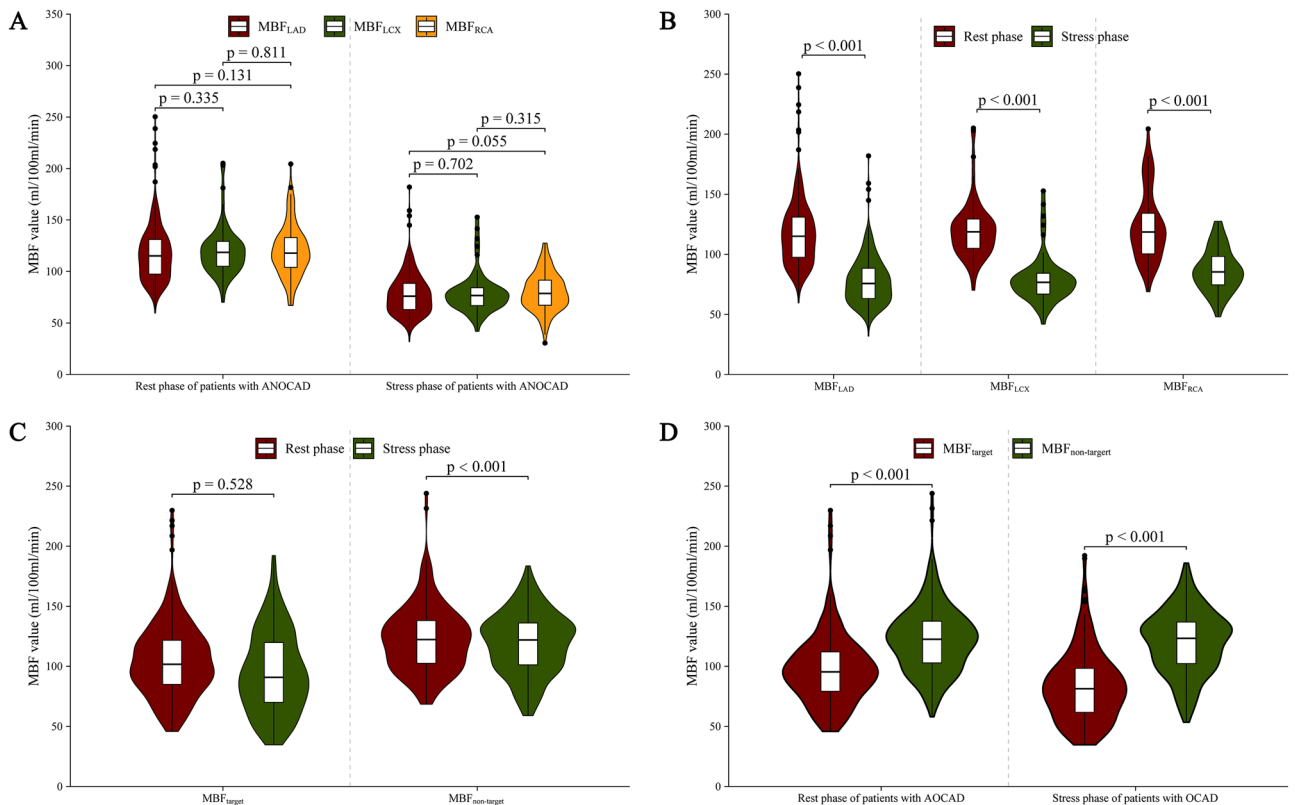 A
MBFLAD MBFLCX MBFRCA
350
300
250
200
150
100
50
0
MBF value (ml/100ml/min)
p = 0.811
p = 0.131
p = 0.335
p = 0.315
p = 0.055
p = 0.702
Rest phase of patients with ANOCAD
Stress phase of patients with ANOCAD
B
Rest phase Stress phase
300
250
200
150
100
50
0
MBF value (ml/100ml/min)
p < 0.001
p < 0.001
p < 0.001
MBFLAD
MBFLCX
MBFRCA
C
Rest phase Stress phase
300
250
200
150
100
50
0
MBF value (ml/100ml/min)
p = 0.528
p < 0.001
MBFtarget
MBFnon-target
D
MBFtarget MBFnon-targert
300
250
200
150
100
50
0
MBF value (ml/100ml/min)
p < 0.001
p < 0.001
Rest phase of patients with AOCAD
Stress phase of patients with OCAD